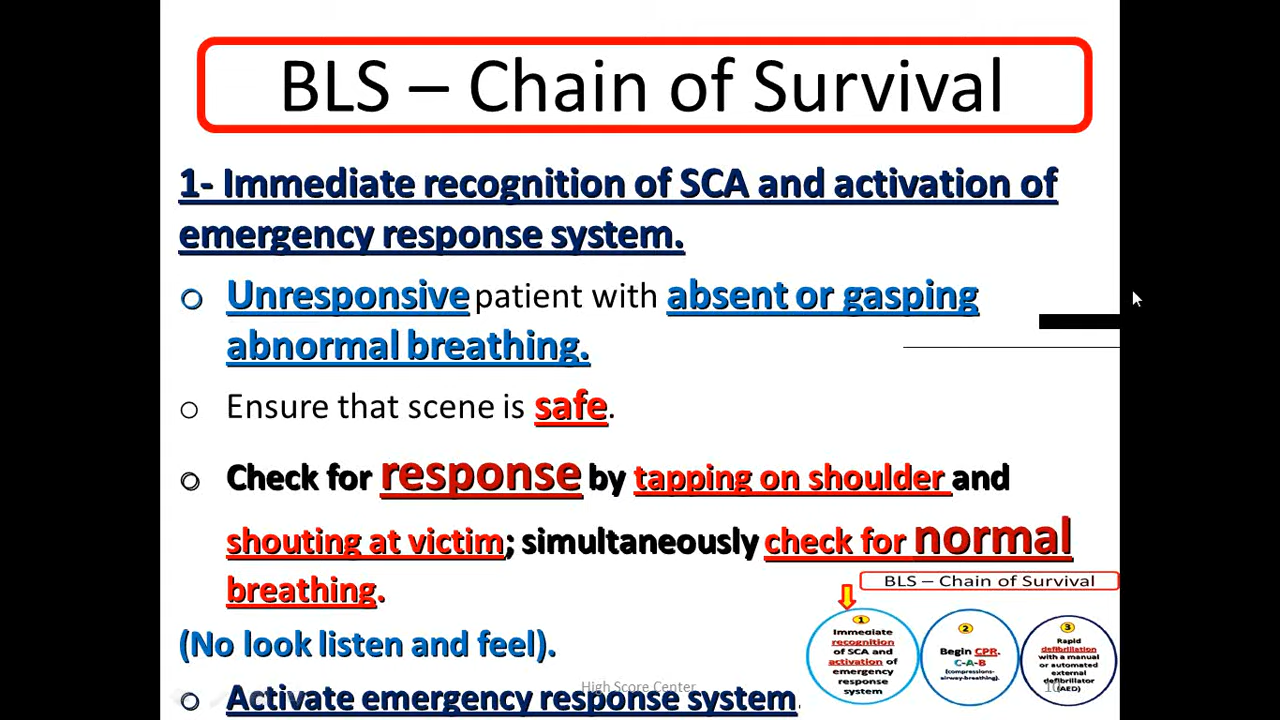 BLS – Chain of Survival
1- Immediate recognition of SCA and activation of
emergency response system.
o Unresponsive patient with absent or gasping
abnormal breathing.
o Ensure that scene is safe.
o Check for response by tapping on shoulder and
shouting at victim; simultaneously check for normal
breathing.
(No look listen and feel).
o Activate emergency response system.
BLS – Chain of Survival
1
Immediate
recognition
of SCA and
activation of
emergency
response
system
2
Begin CPR.
C-A-B
(compressions-
airway-breathing).
3
Rapid
defibrillation
with a manual
or automated
external
defibrillator
(AED)
High Score Center